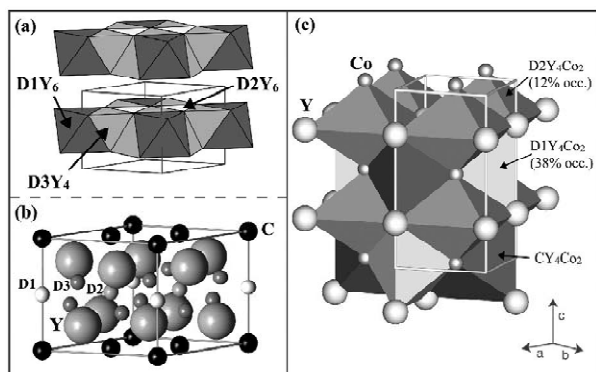 (a)
D1Y₆
D2Y₆
D3Y₄
(b)
C
D1
D3
D2
Y
(c)
Co
D2Y₄Co₂
(12% occ.)
Y
D1Y₄Co₂
(38% occ.)
CY₄Co₂
c
a
b